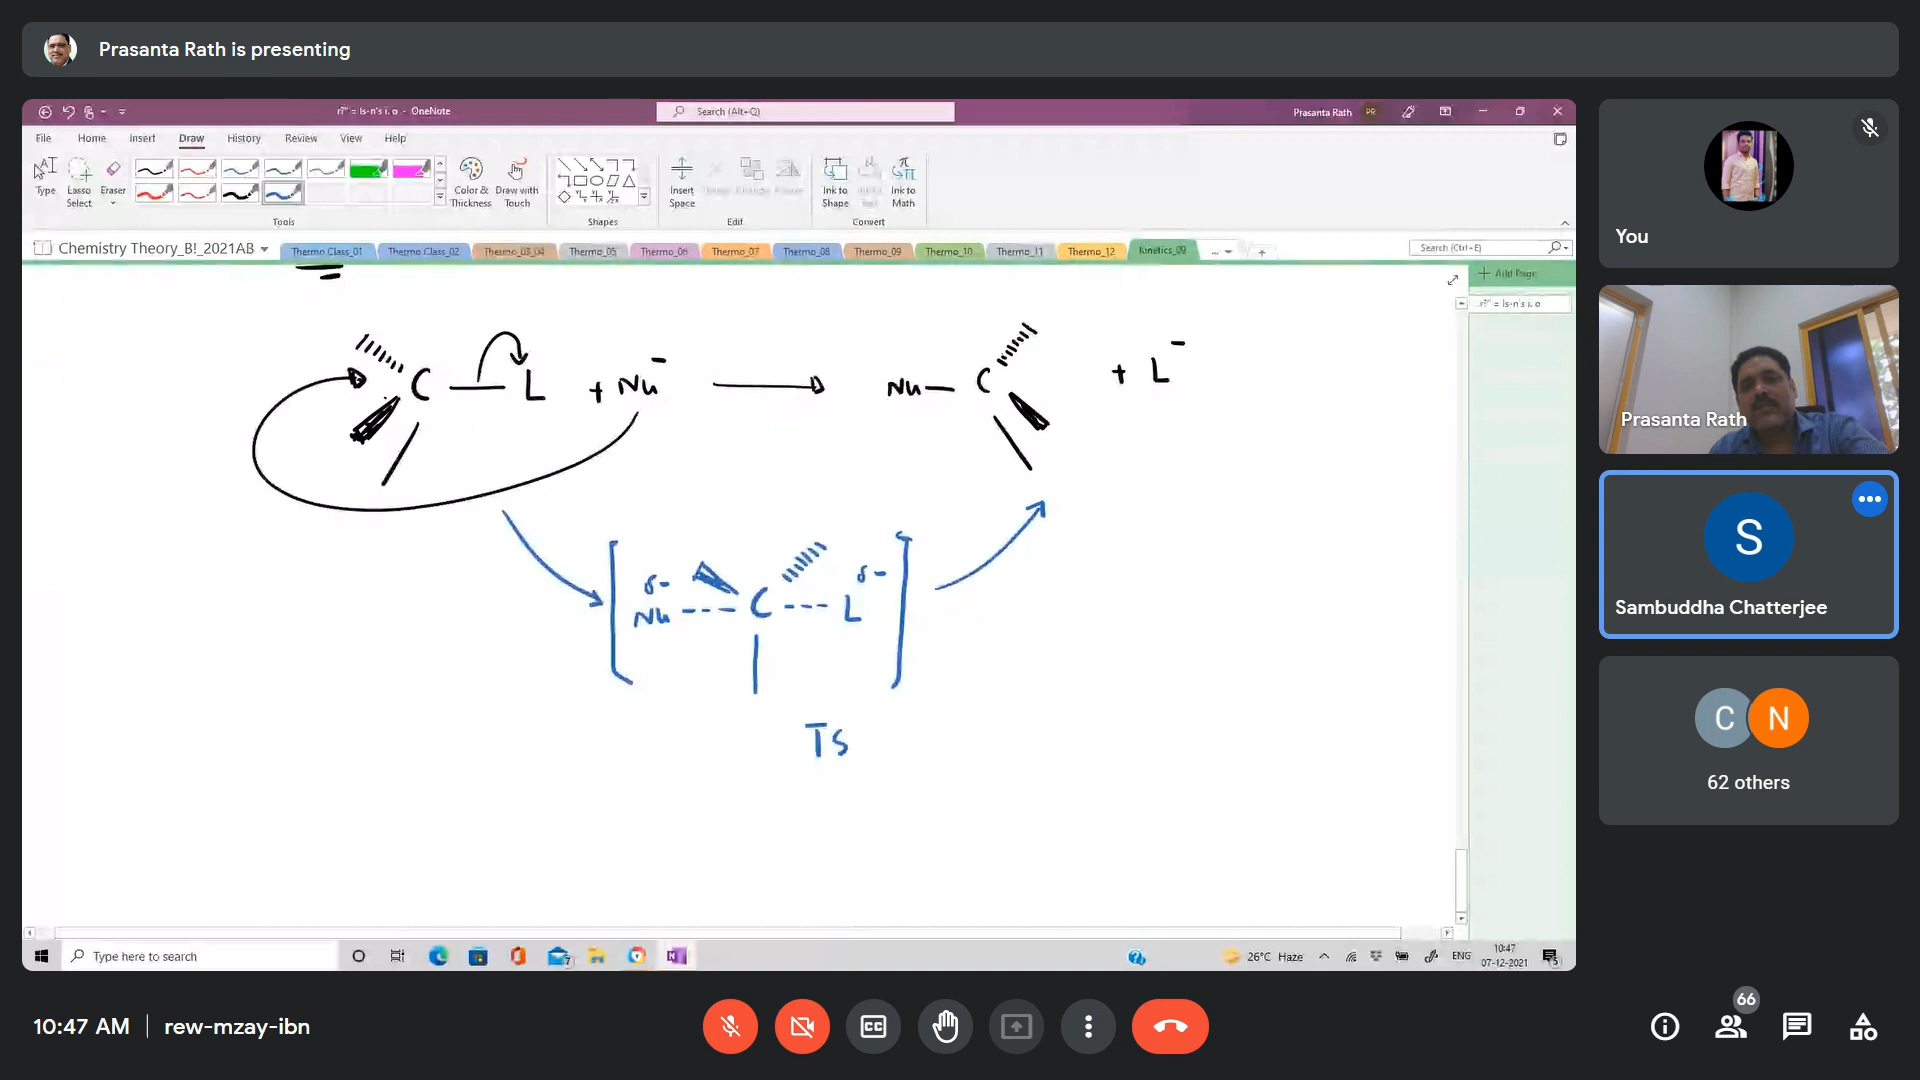 Prasanta Rath is presenting
r²ⁿᵈ = ls-n's i. o - OneNote
Search (Alt+Q)
Prasanta Rath PR
File Home Insert Draw History Review View Help
Type
Lasso Select
Eraser
Color & Thickness
Draw with Touch
Insert Space
Ink to Shape
Ink to Math
Tools
Shapes
Edit
Convert
Chemistry Theory_B!_2021AB
Thermo Class_01 Thermo Class_02 Thermo_03_04 Thermo_05 Thermo_06 Thermo_07 Thermo_08 Thermo_09 Thermo_10 Thermo_11 Thermo_12 Kinetics_09
Search (Ctrl+E)
Add Page
C — L + Nu⁻ → Nu — C + L⁻
δ- δ-
Nu --- C --- L
TS
Type here to search
26°C Haze
ENG
10:47
07-12-2021
You
Prasanta Rath
S
Sambuddha Chatterjee
C N
62 others
10:47 AM | rew-mzay-ibn
66